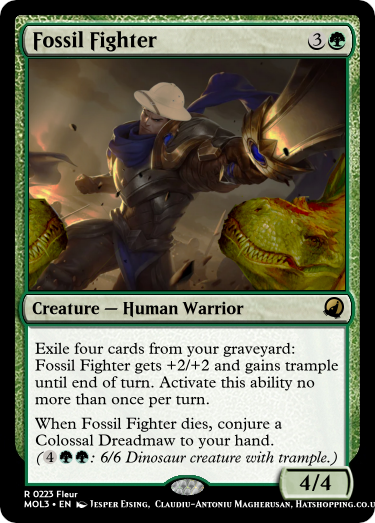 Fossil Fighter 3
Creature — Human Warrior
Exile four cards from your graveyard:
Fossil Fighter gets +2/+2 and gains trample
until end of turn. Activate this ability no
more than once per turn.
When Fossil Fighter dies, conjure a
Colossal Dreadmaw to your hand.
(4: 6/6 Dinosaur creature with trample.)
4/4
R 0223 Fleur
MOL3 • EN Jesper Eising, Claudiu-Antoniu Magherusan, Hatshopping.co.u